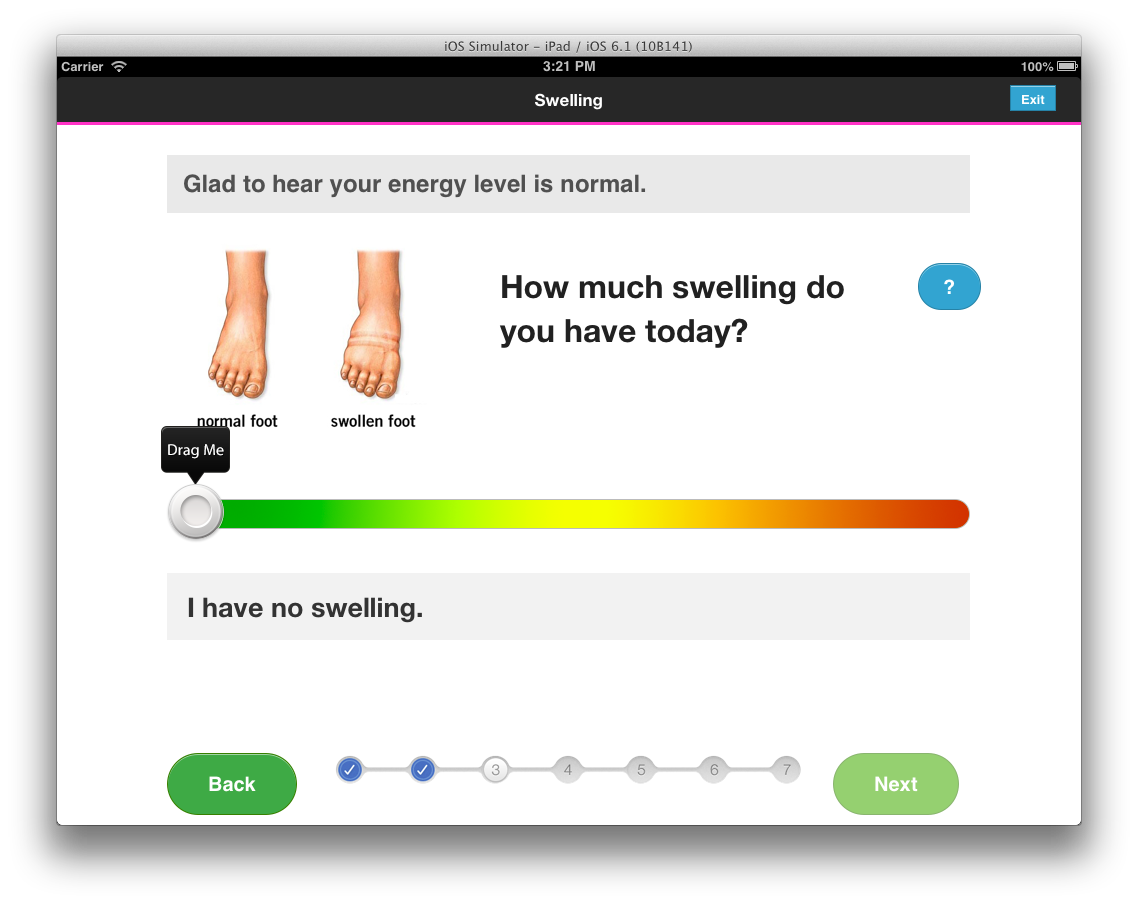 iOS Simulator – iPad / iOS 6.1 (10B141)
Carrier 3:21 PM 100%
Swelling Exit
Glad to hear your energy level is normal.
How much swelling do
you have today?
?
normal foot swollen foot
Drag Me
I have no swelling.
Back 3 4 5 6 7 Next